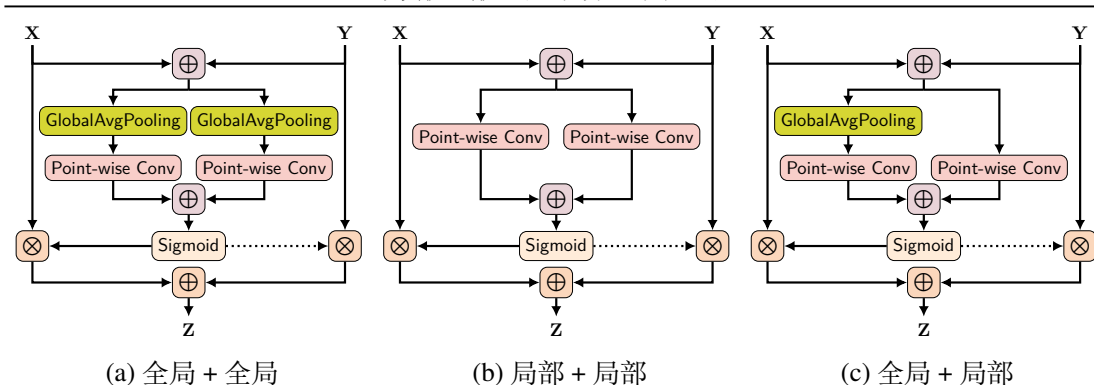 X Y X Y X Y
⊕ ⊕ ⊕
GlobalAvgPooling GlobalAvgPooling GlobalAvgPooling
Point-wise Conv Point-wise Conv
Point-wise Conv Point-wise Conv Point-wise Conv Point-wise Conv
⊕ ⊕ ⊕
⊗ Sigmoid ⊗ ⊗ Sigmoid ⊗ ⊗ Sigmoid ⊗
⊕ ⊕ ⊕
Z Z Z
(a) 全局 + 全局 (b) 局部 + 局部 (c) 全局 + 局部